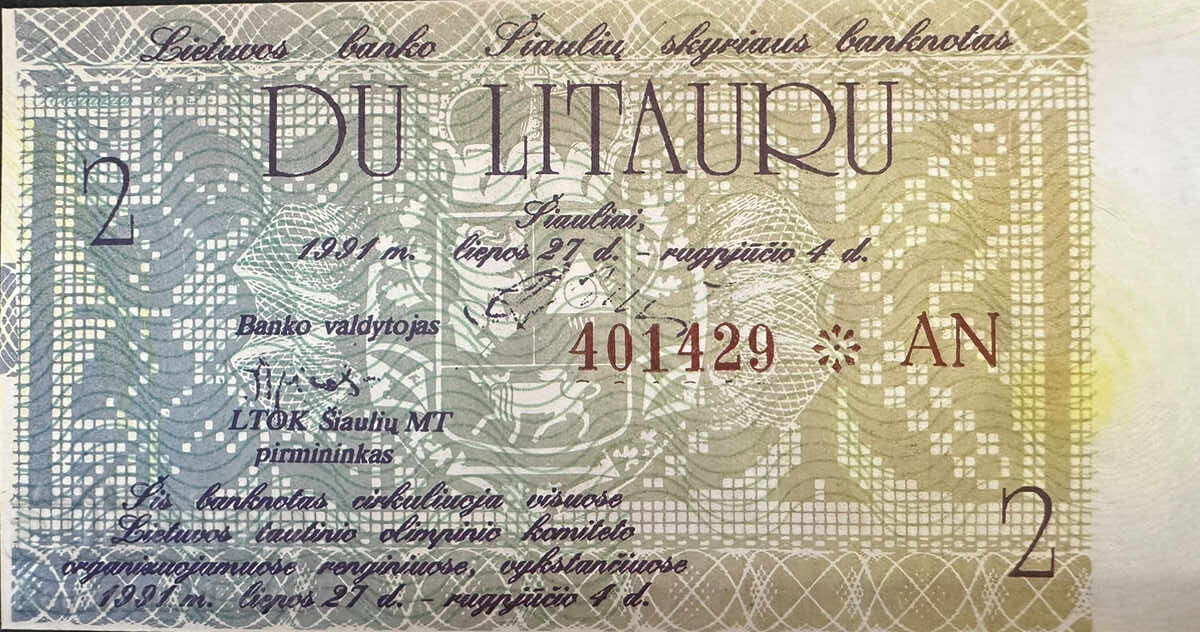 Lietuvos banko Šiaulių skyriaus banknotas
DU LITAURU
2
Šiauliai,
1991 m. liepos 27 d. - rugpjūčio 4 d.
Banko valdytojas
401429 AN
LTOK Šiaulių MT
pirmininkas
Šis banknotas cirkuliuoja visuose
Lietuvos tautinio olimpinio komiteto
organizuojamuose renginiuose, vykstančiuose
1991 m. liepos 27 d. - rugpjūčio 4 d.
2